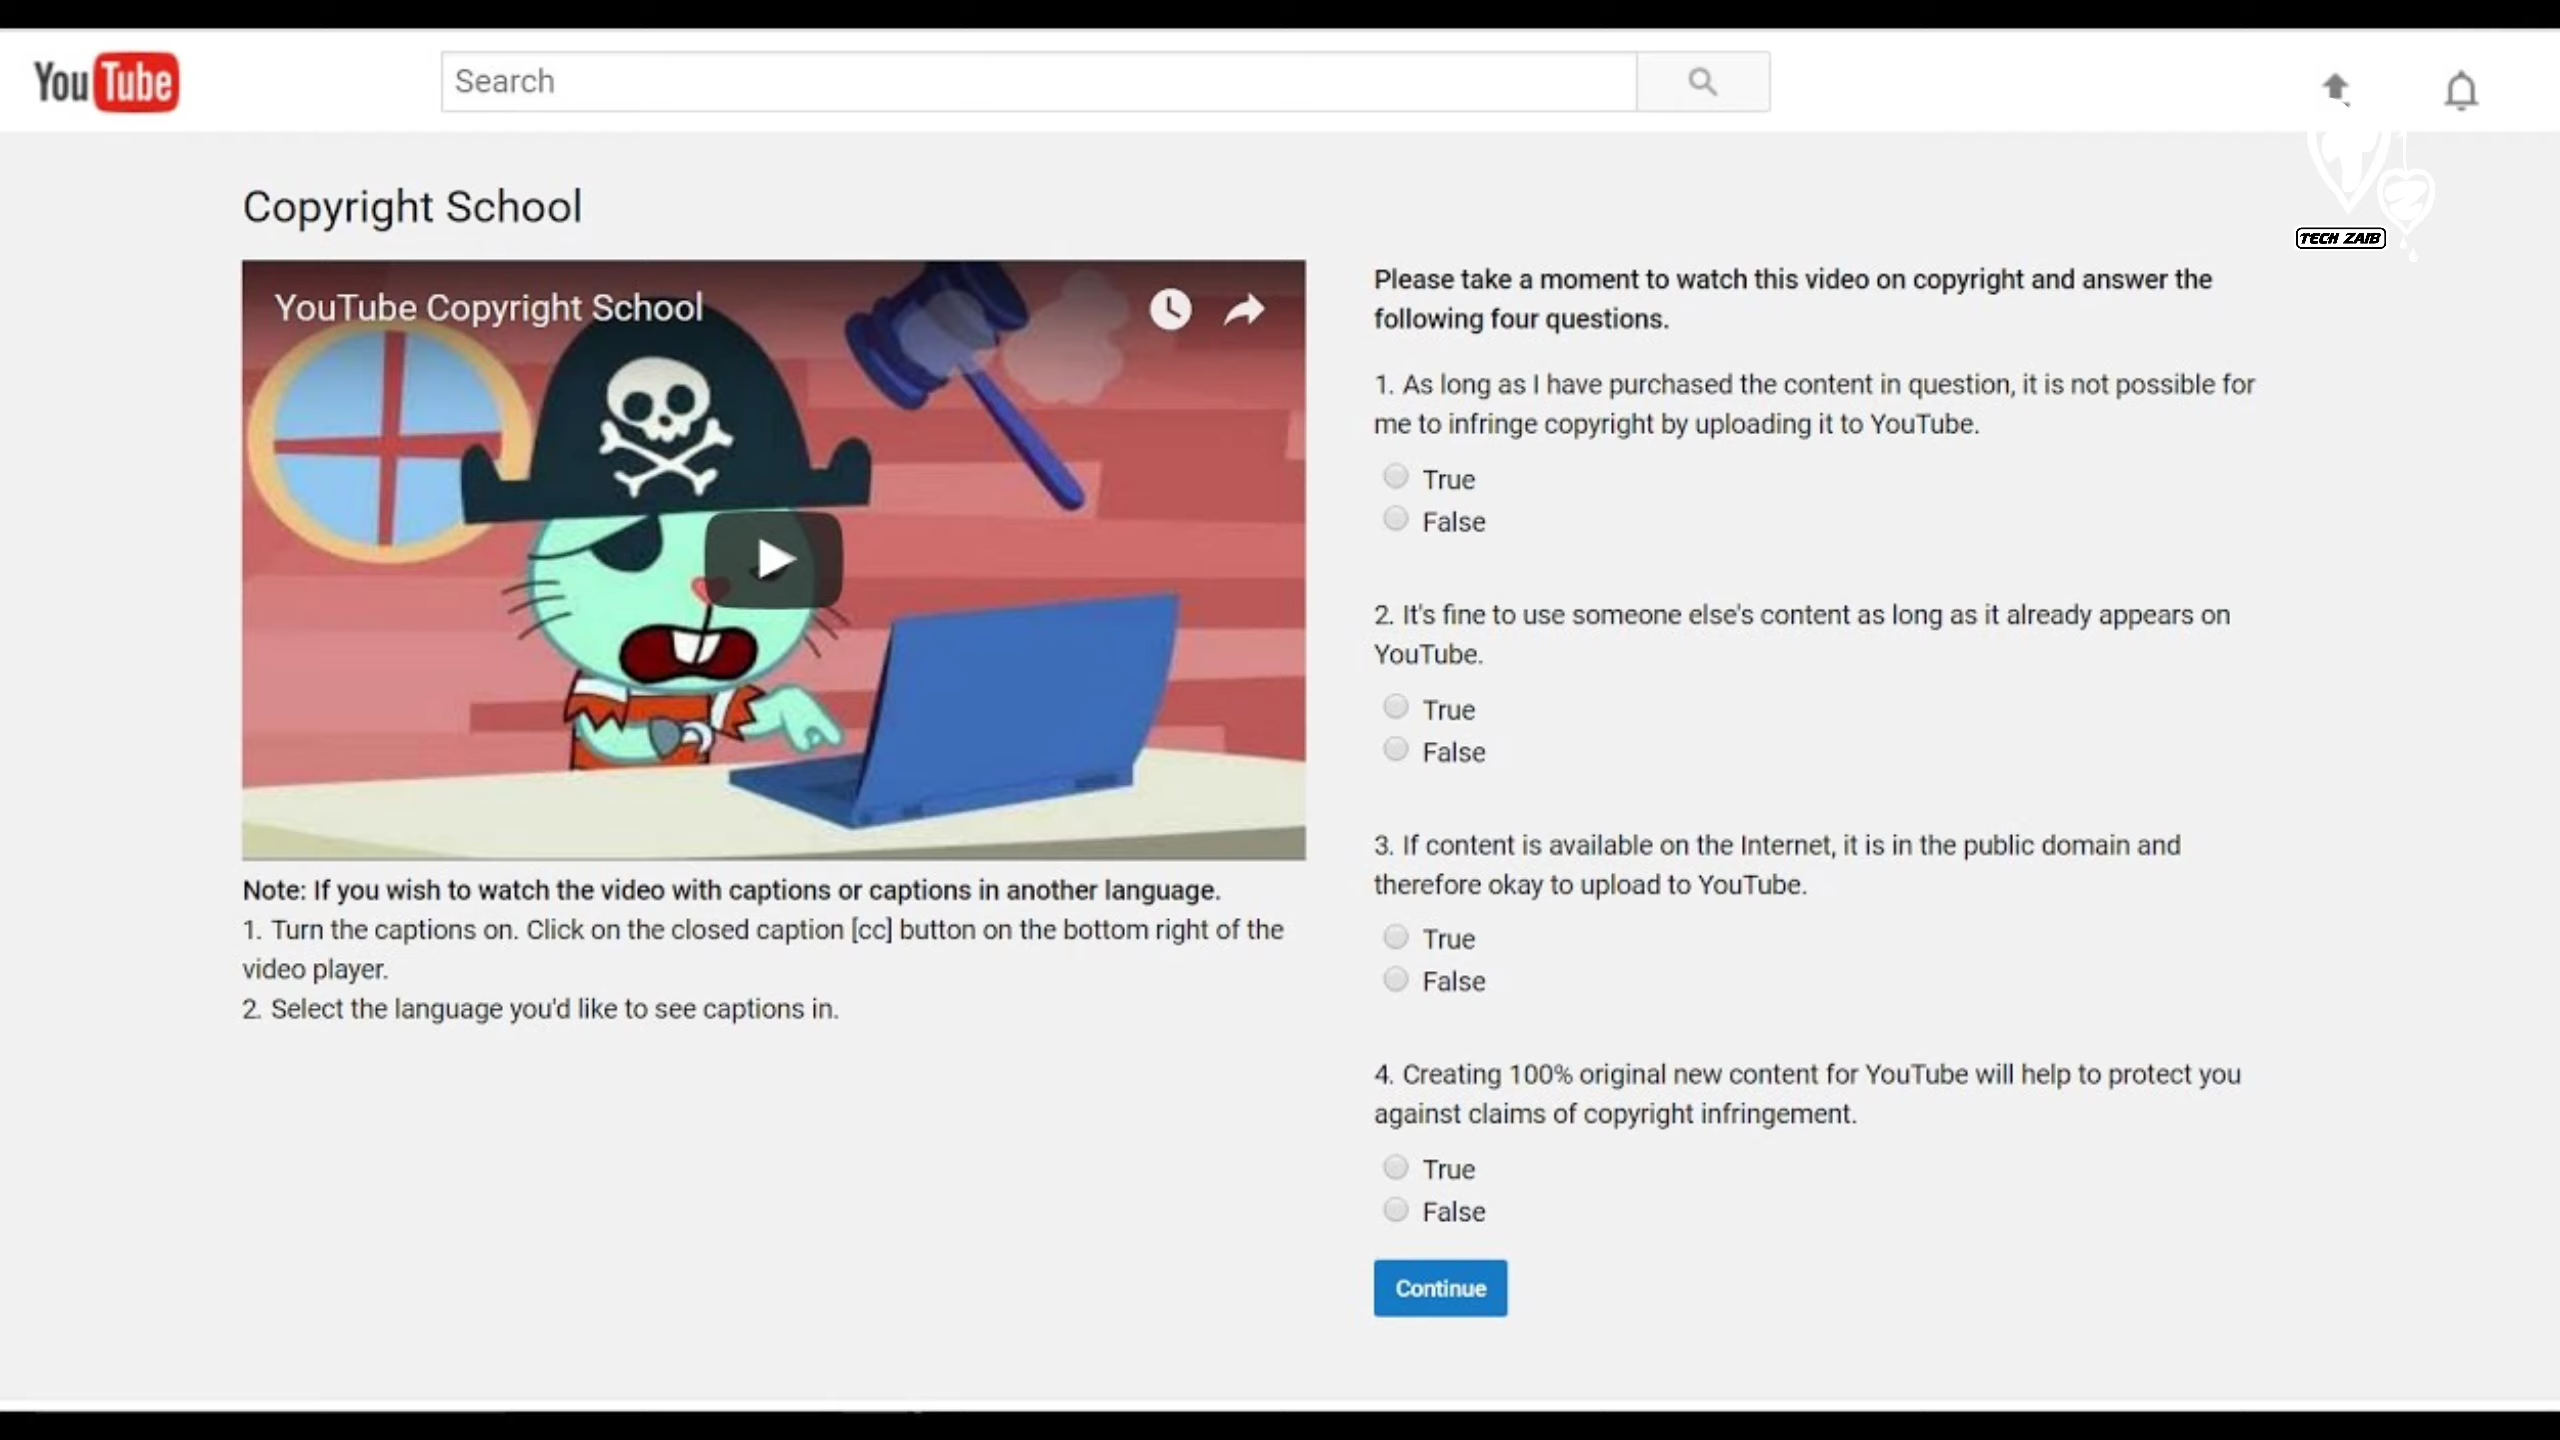 YouTube
Search
Copyright School
TECH ZAIB
YouTube Copyright School
Note: If you wish to watch the video with captions or captions in another language.
1. Turn the captions on. Click on the closed caption [cc] button on the bottom right of the
video player.
2. Select the language you'd like to see captions in.
Please take a moment to watch this video on copyright and answer the
following four questions.
1. As long as I have purchased the content in question, it is not possible for
me to infringe copyright by uploading it to YouTube.
True
False
2. It's fine to use someone else's content as long as it already appears on
YouTube.
True
False
3. If content is available on the Internet, it is in the public domain and
therefore okay to upload to YouTube.
True
False
4. Creating 100% original new content for YouTube will help to protect you
against claims of copyright infringement.
True
False
Continue